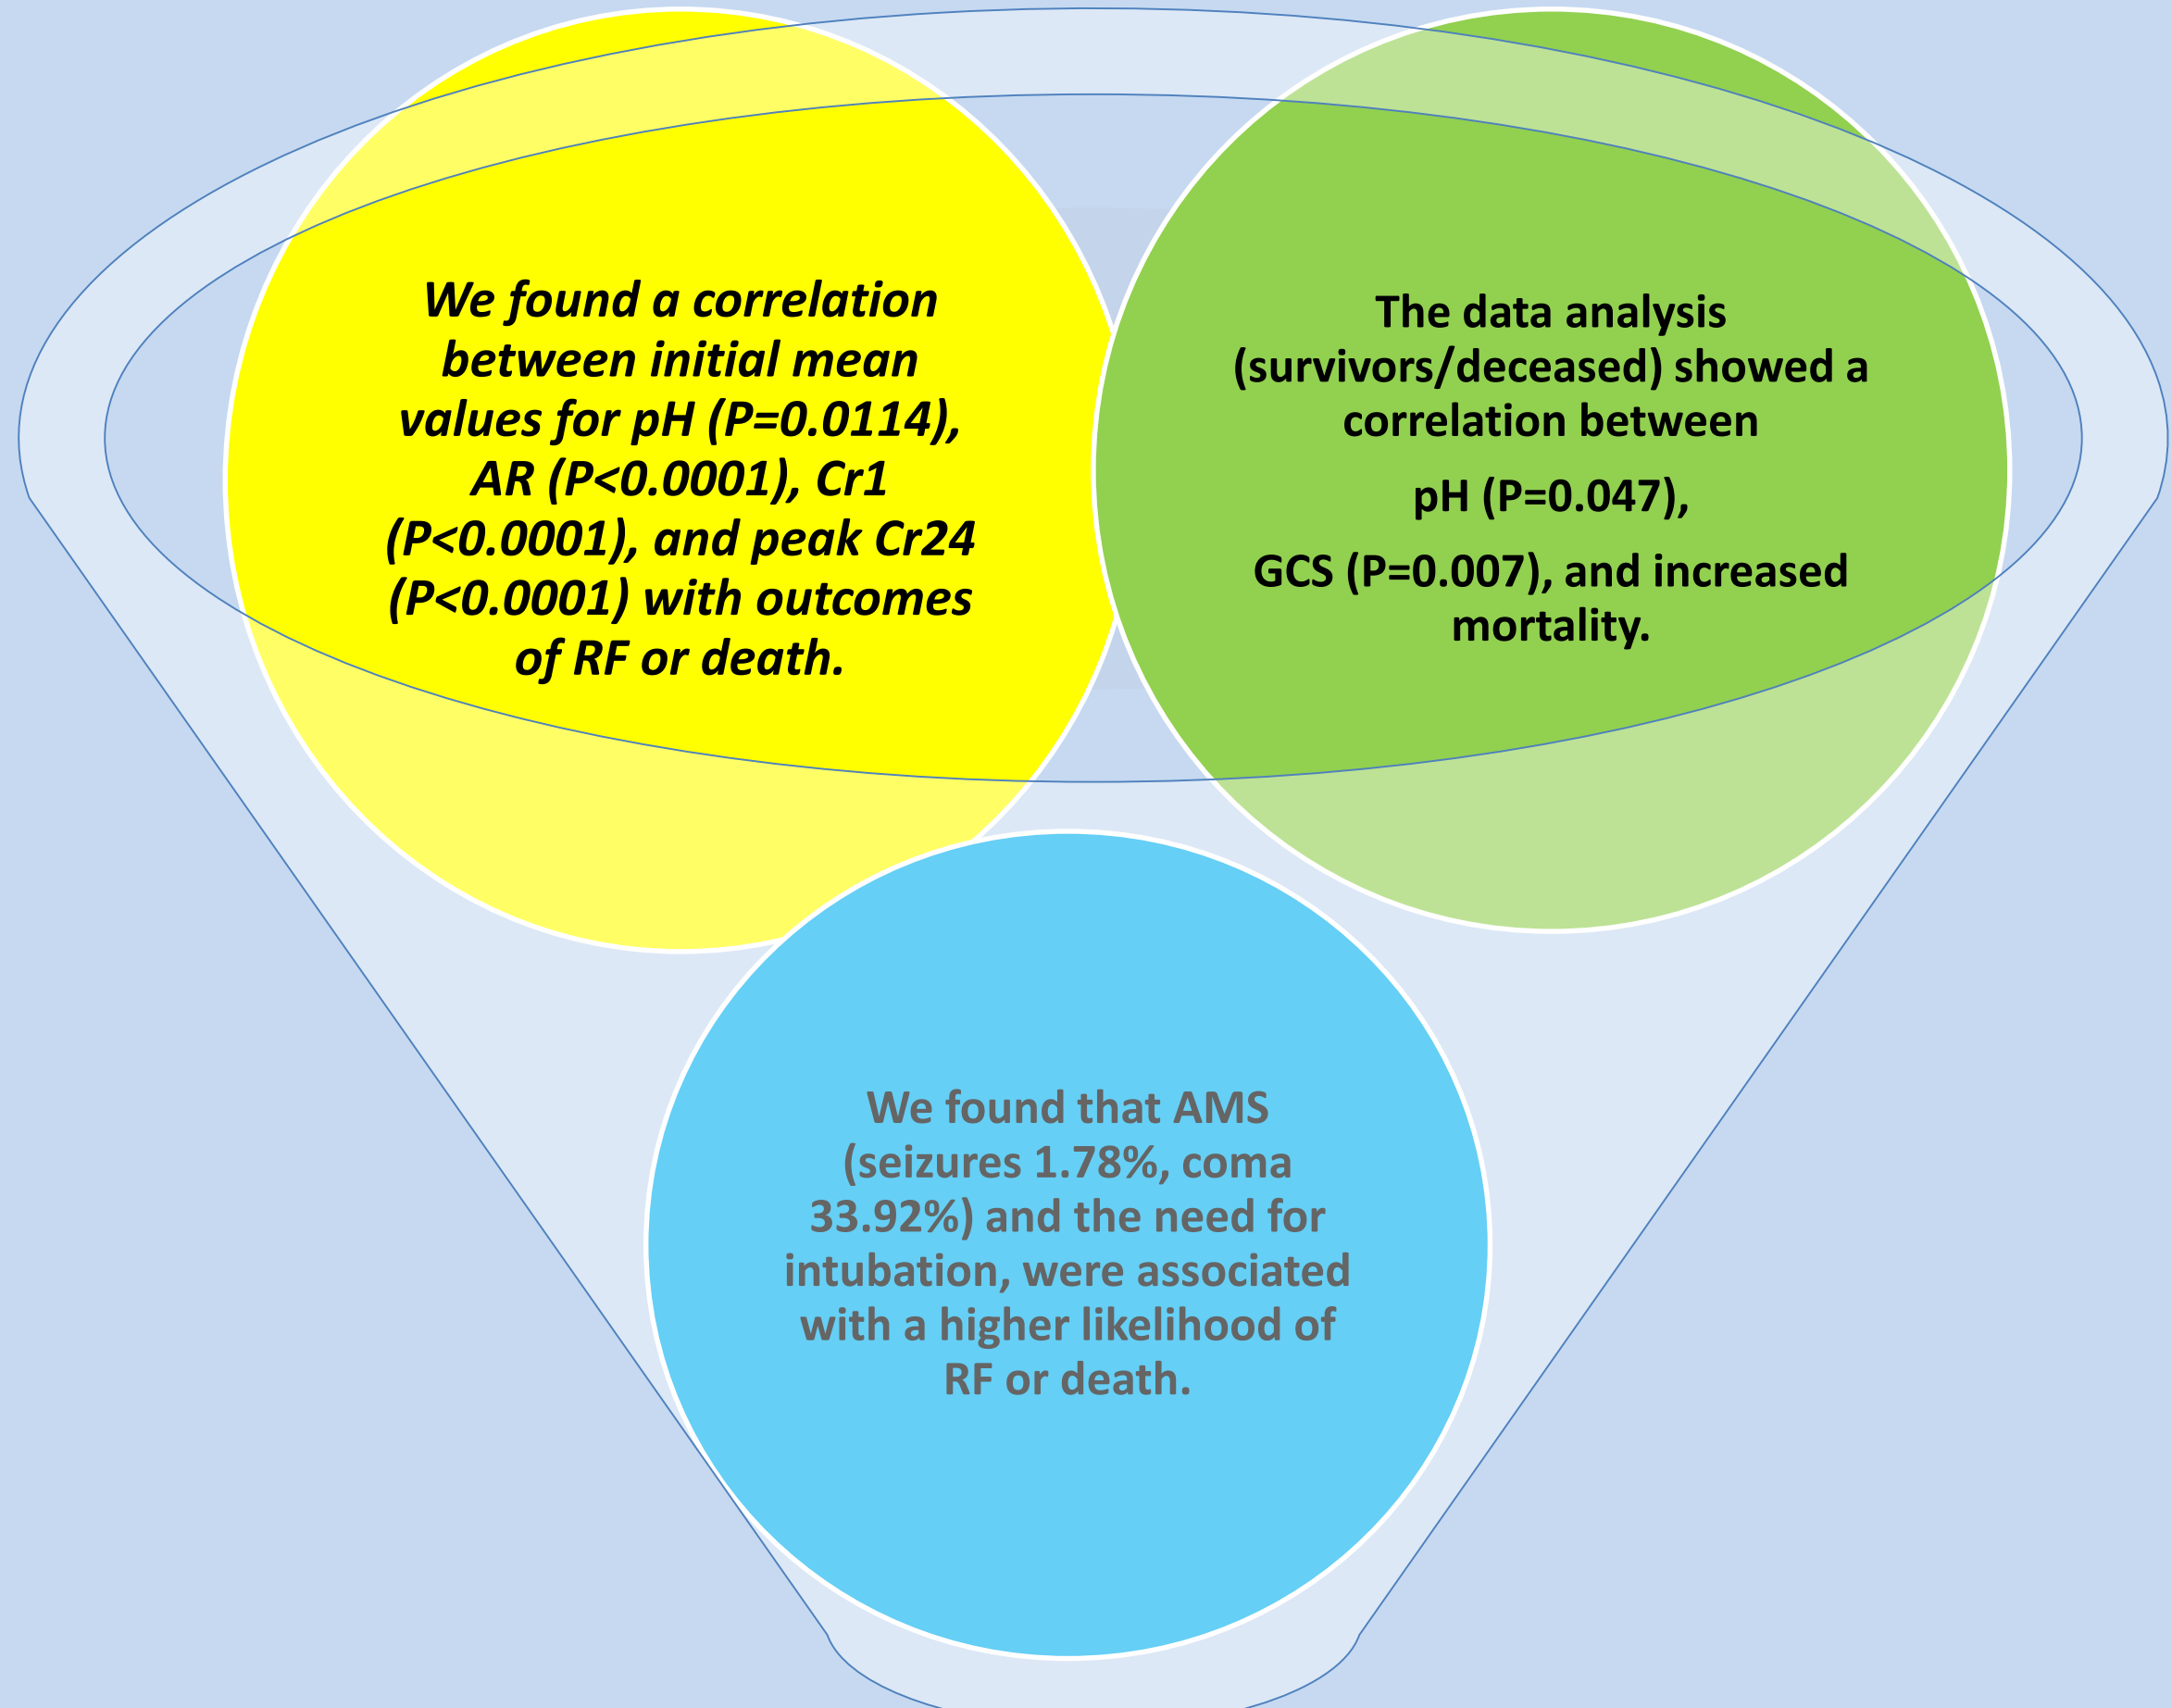 We found a correlation
between initial mean
values for pH (P=0.0114),
AR (P<0.0001), Cr1
(P<0.0001), and peak Cr24
(P<0.0001) with outcomes
of RF or death.
The data analysis
(survivors/deceased) showed a
correlation between
pH (P=0.047),
GCS (P=0.007), and increased
mortality.
We found that AMS
(seizures 1.78%, coma
33.92%) and the need for
intubation, were associated
with a higher likelihood of
RF or death.